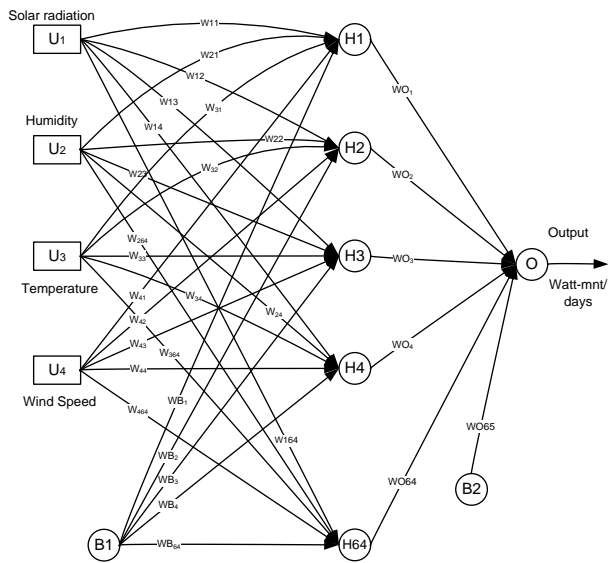 Solar radiation
U1
Humidity
U2
U3
Temperature
U4
Wind Speed
B1
W11
W21
W12
W13
W31
W14
W22
W23
W32
W264
W33
W34
W41
W42
W24
W43
W364
W44
WB1
W464
W164
WB2
WB3
WB4
WB64
H1
H2
H3
H4
H64
WO1
WO2
WO3
WO4
WO64
WO65
B2
O
Output
Watt-mnt/
days